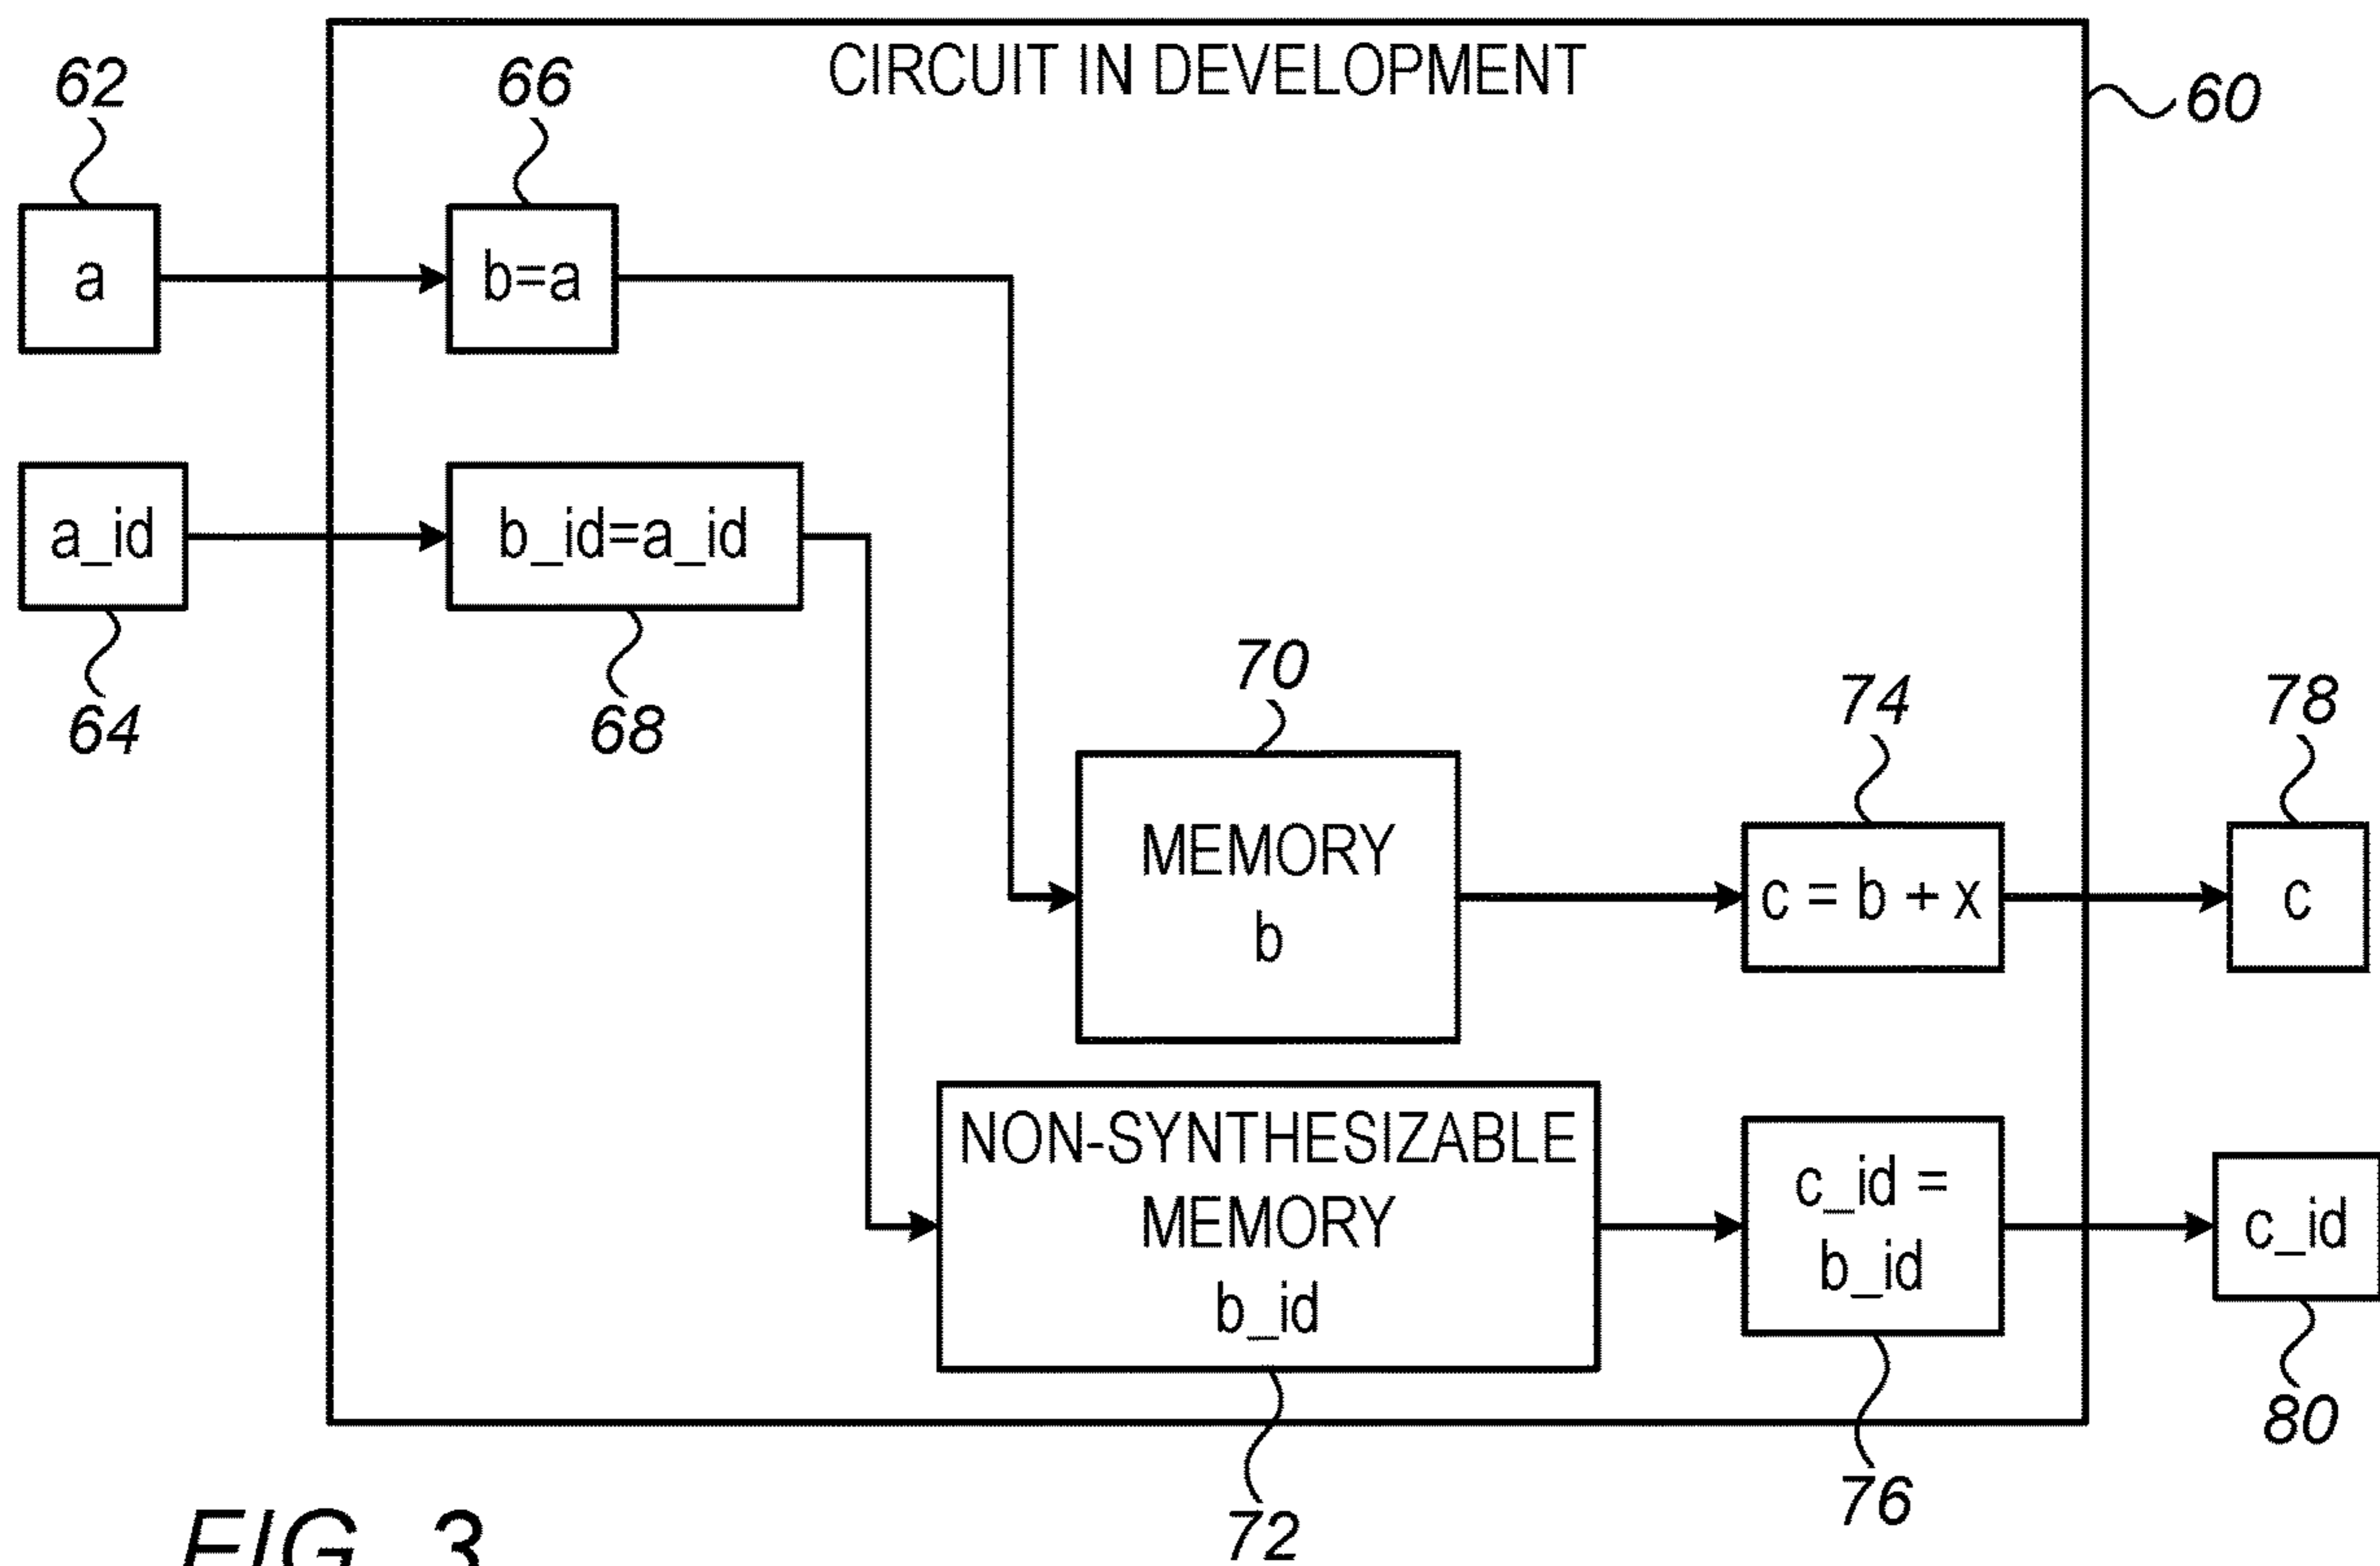 CIRCUIT IN DEVELOPMENT
62
66
60
a
b=a
a_id
b_id=a_id
64
68
70
74
78
MEMORY
b
c = b + x
c
NON-SYNTHESIZABLE
MEMORY
b_id
c_id =
b_id
c_id
80
76
72
FIG. 3